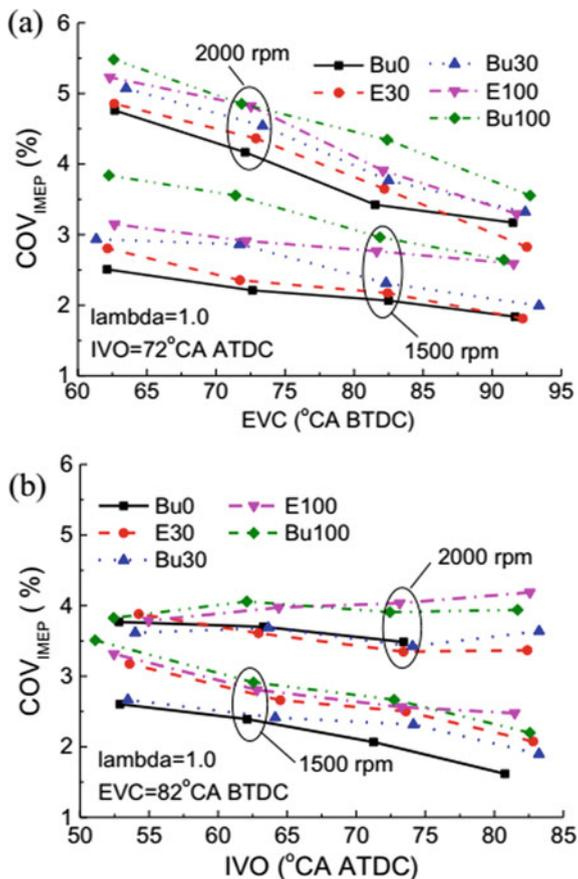 (a)
6
5
4
3
2
1
COV_IMEP (%)
2000 rpm
Bu0
E30
Bu30
E100
Bu100
lambda=1.0
IVO=72°CA ATDC
1500 rpm
60 65 70 75 80 85 90 95
EVC (°CA BTDC)
(b)
6
5
4
3
2
1
COV_IMEP ( %)
Bu0
E30
Bu30
E100
Bu100
2000 rpm
1500 rpm
lambda=1.0
EVC=82°CA BTDC
50 55 60 65 70 75 80 85
IVO (°CA ATDC)